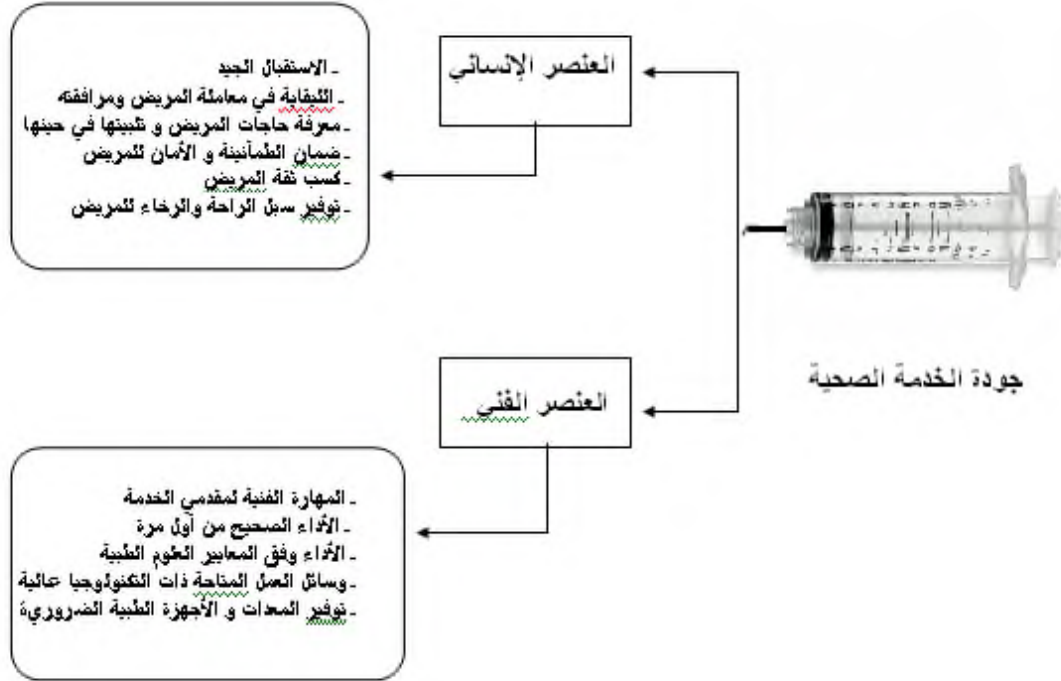 جودة الخدمة الصحية
العنصر الإنساني
ـ الاستقبال الجيد
ـ اللباقة في معاملة المريض ومرافقته
ـ معرفة حاجات المريض و تلبيتها في حينها
ـ ضمان الطمأنينة و الأمان للمريض
ـ كسب ثقة المريض
ـ توفير سبل الراحة والرخاء للمريض
العنصر الفني
ـ المهارة الفنية لمقدمي الخدمة
ـ الأداء الصحيح من أول مرة
ـ الأداء وفق المعايير العلوم الطبية
ـ وسائل العمل المتاحة ذات التكنولوجيا عالية
ـ توفير المعدات و الأجهزة الطبية الضرورية